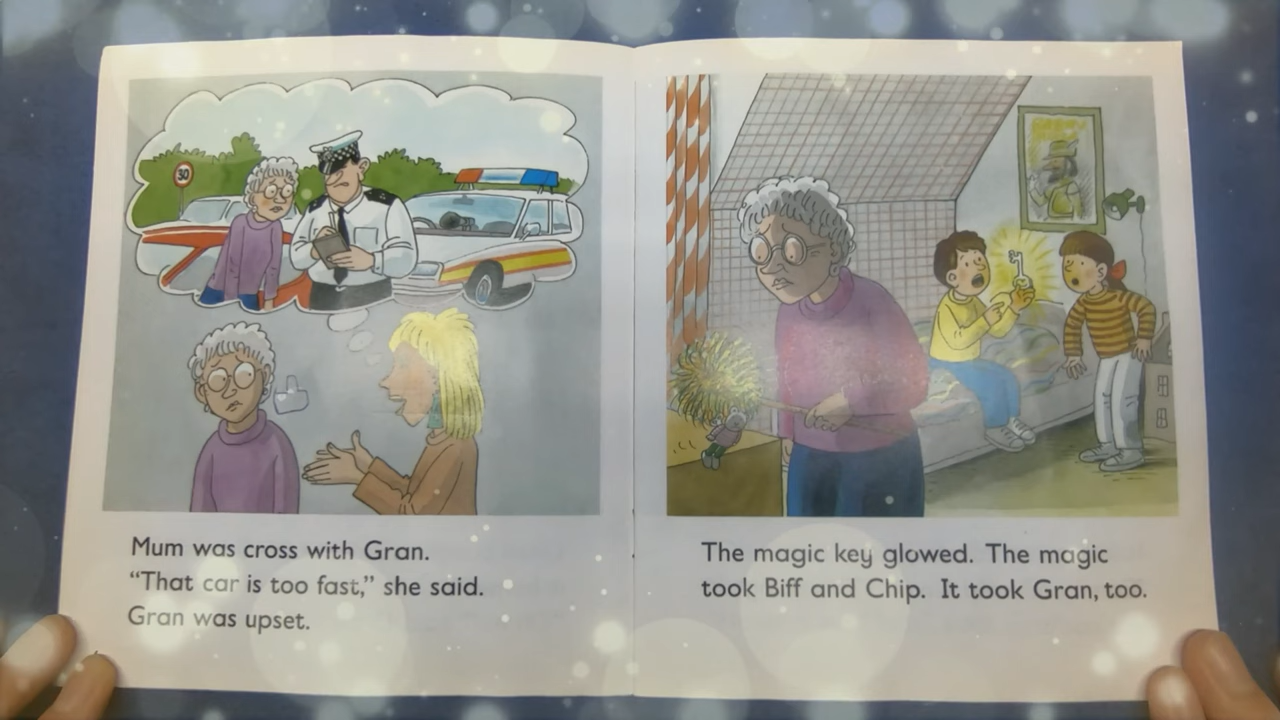 30
Mum was cross with Gran.
“That car is too fast,” she said.
Gran was upset.
The magic key glowed. The magic
took Biff and Chip. It took Gran, too.